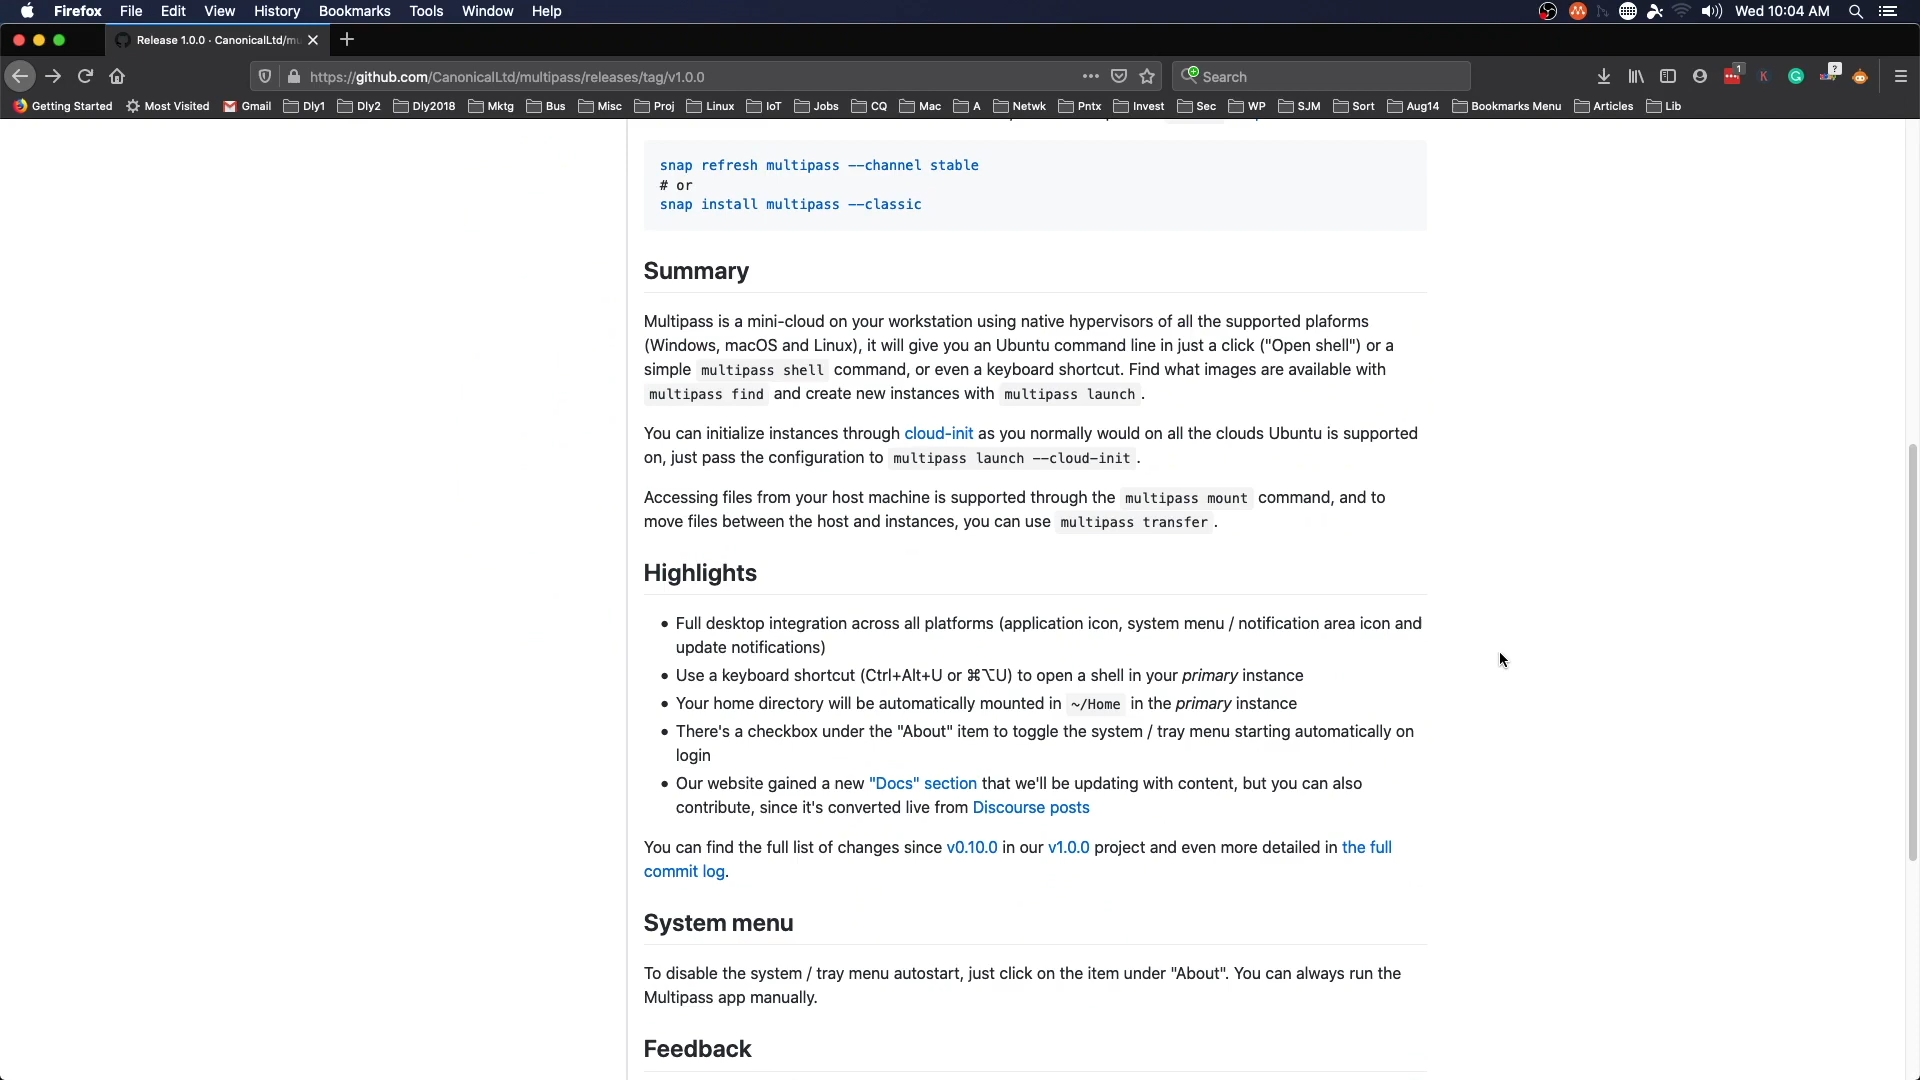 Firefox File Edit View History Bookmarks Tools Window Help
Wed 10:04 AM
Release 1.0.0 · CanonicalLtd/mu
https://github.com/CanonicalLtd/multipass/releases/tag/v1.0.0
Search
1
K
?
Getting Started Most Visited Gmail Dly1 Dly2 Dly2018 Mktg Bus Misc Proj Linux IoT Jobs CQ Mac A Netwk Pntx Invest Sec WP SJM Sort Aug14 Bookmarks Menu Articles Lib
snap refresh multipass --channel stable
# or
snap install multipass --classic
Summary
Multipass is a mini-cloud on your workstation using native hypervisors of all the supported plaforms
(Windows, macOS and Linux), it will give you an Ubuntu command line in just a click ("Open shell") or a
simple multipass shell command, or even a keyboard shortcut. Find what images are available with
multipass find and create new instances with multipass launch.
You can initialize instances through cloud-init as you normally would on all the clouds Ubuntu is supported
on, just pass the configuration to multipass launch --cloud-init.
Accessing files from your host machine is supported through the multipass mount command, and to
move files between the host and instances, you can use multipass transfer.
Highlights
• Full desktop integration across all platforms (application icon, system menu / notification area icon and
update notifications)
• Use a keyboard shortcut (Ctrl+Alt+U or ⌘⌥U) to open a shell in your primary instance
• Your home directory will be automatically mounted in ~/Home in the primary instance
• There's a checkbox under the "About" item to toggle the system / tray menu starting automatically on
login
• Our website gained a new "Docs" section that we'll be updating with content, but you can also
contribute, since it's converted live from Discourse posts
You can find the full list of changes since v0.10.0 in our v1.0.0 project and even more detailed in the full
commit log.
System menu
To disable the system / tray menu autostart, just click on the item under "About". You can always run the
Multipass app manually.
Feedback